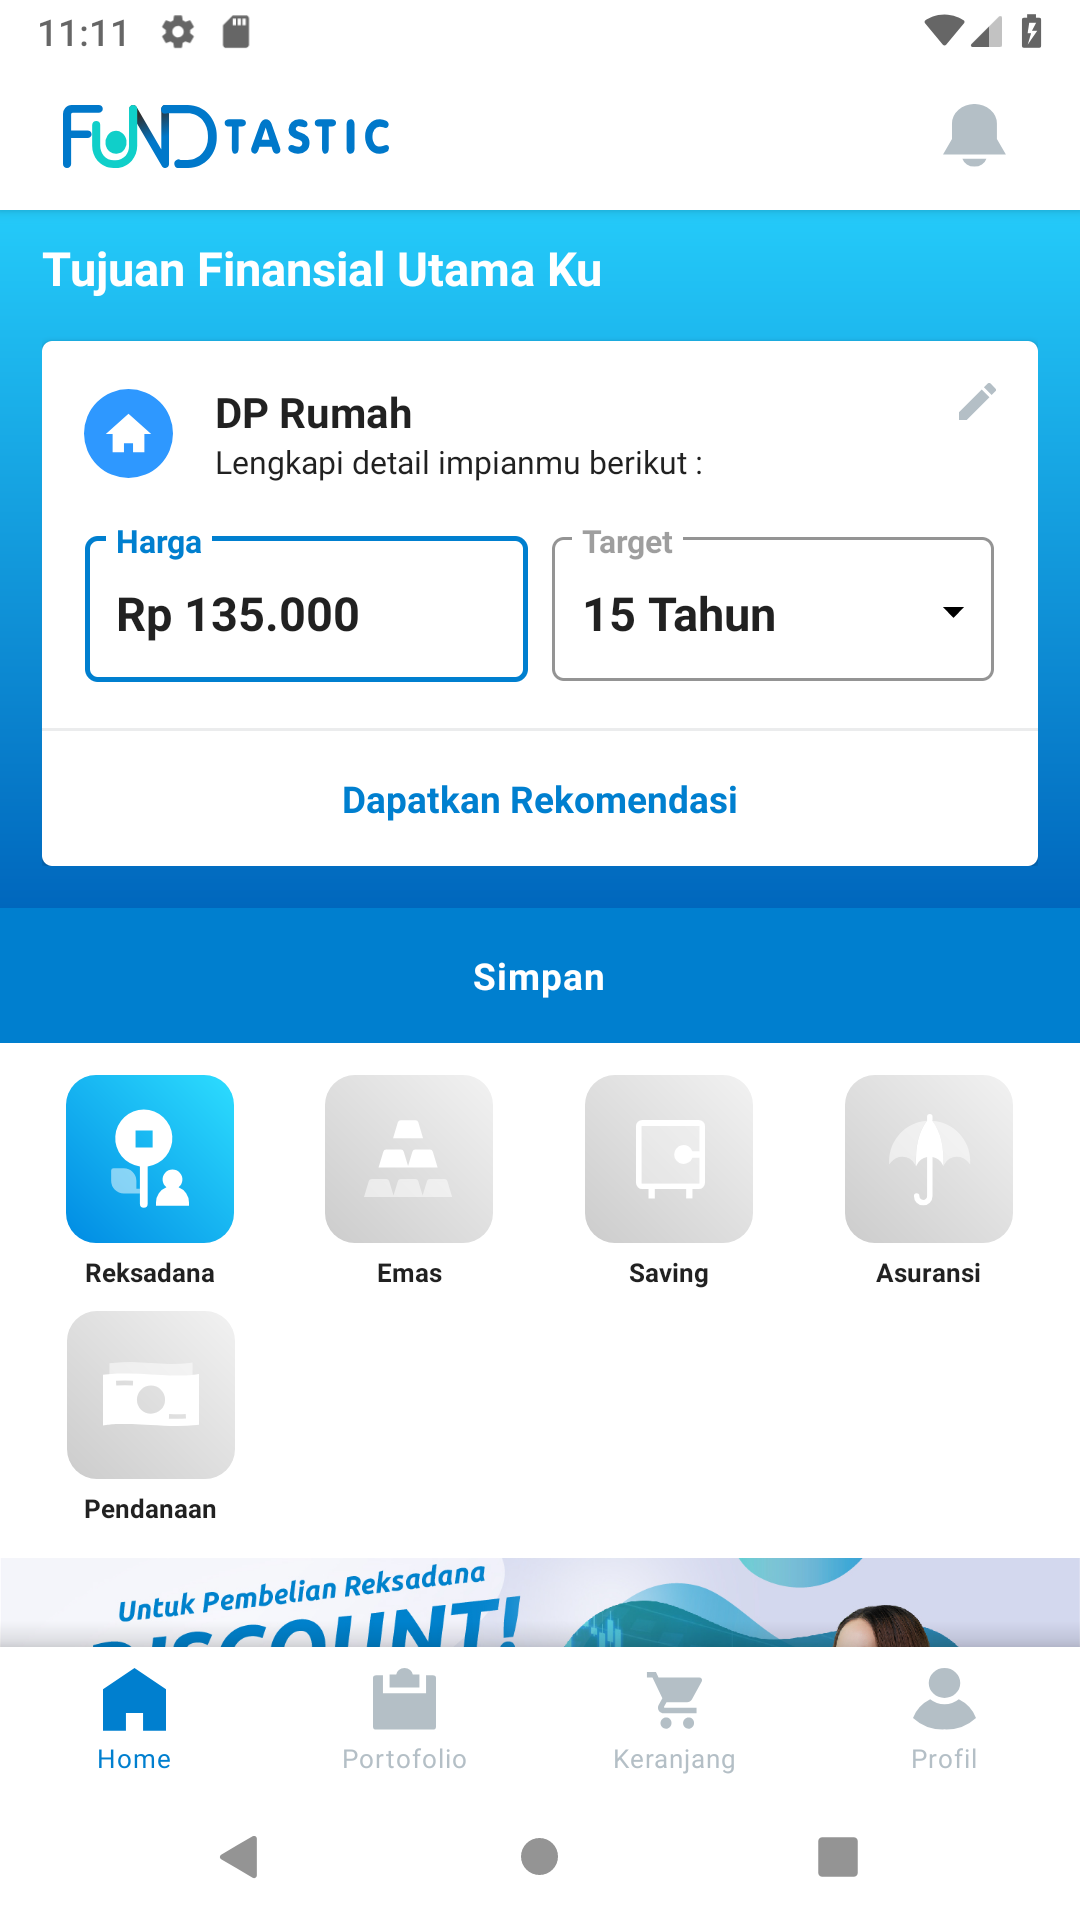 11:11
FUNDTASTIC
Tujuan Finansial Utama Ku
DP Rumah
Lengkapi detail impianmu berikut :
Harga
Target
Rp 135.000
15 Tahun
Dapatkan Rekomendasi
Simpan
Reksadana
Emas
Saving
Asuransi
Pendanaan
Untuk Pembelian Reksadana
DISCOUNT!
Home
Portofolio
Keranjang
Profil